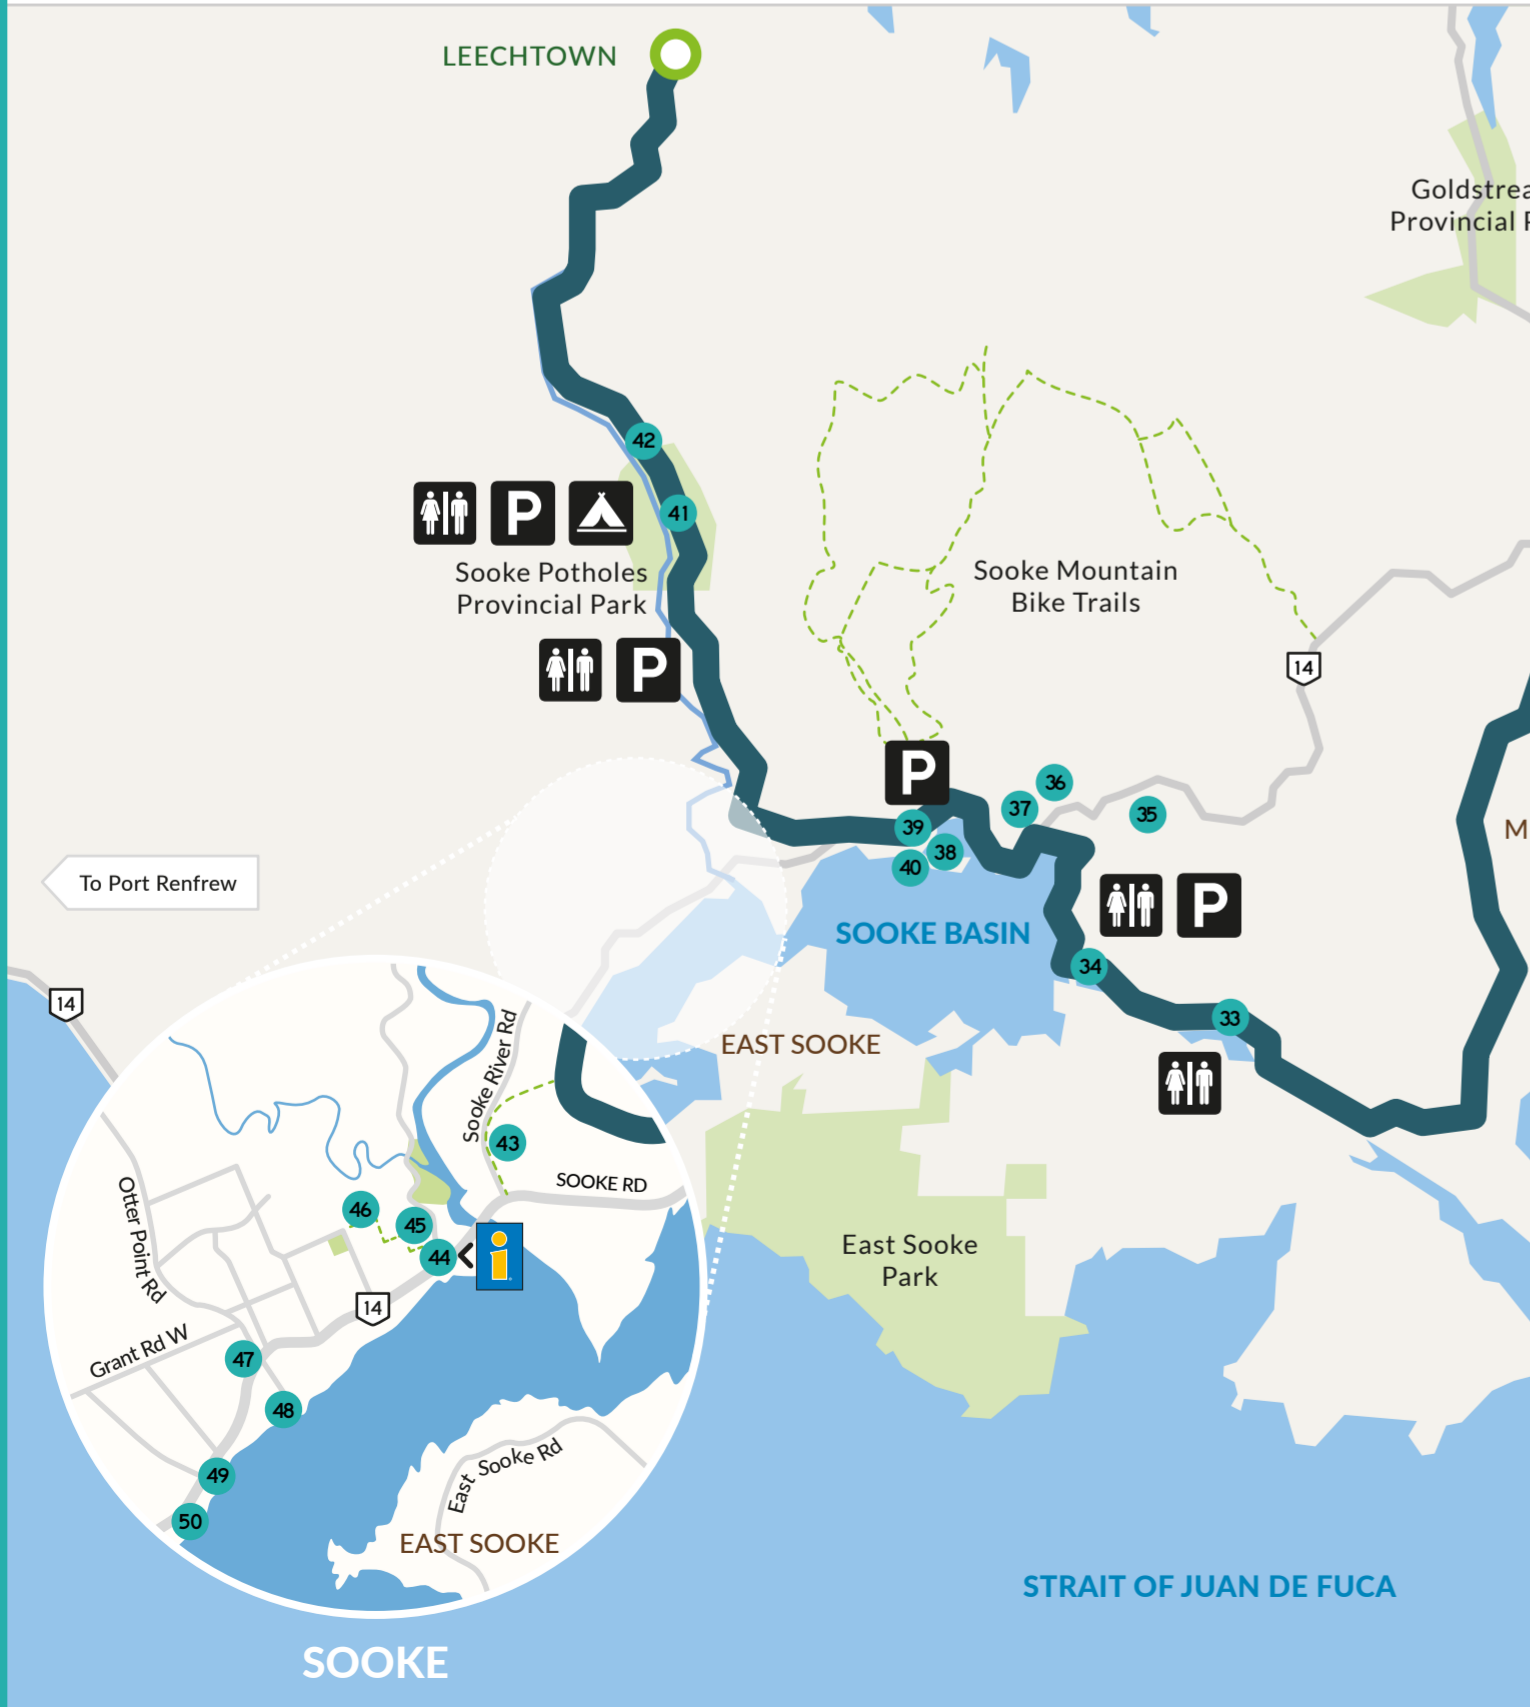 LEECHTOWN
Goldstrea
Provincial P
42
P
41
Sooke Potholes
Provincial Park
Sooke Mountain
Bike Trails
P
14
P
36
37
35
39
38
40
M
To Port Renfrew
P
SOOKE BASIN
34
14
33
EAST SOOKE
Sooke River Rd
43
SOOKE RD
Otter Point Rd
46
45
44
i
East Sooke
Park
14
Grant Rd W
47
48
East Sooke Rd
49
50
EAST SOOKE
STRAIT OF JUAN DE FUCA
SOOKE